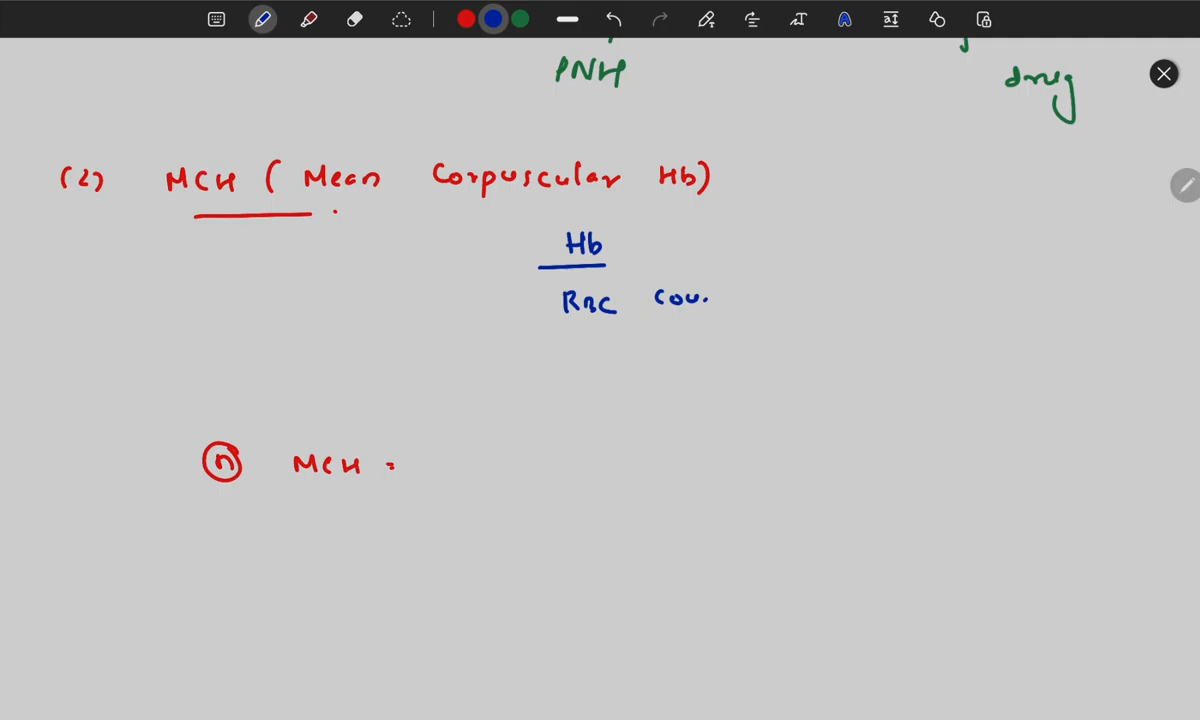 PNH
drug
(2) MCH ( Mean Corpuscular Hb)
Hb
RBC cou.
n MCH =